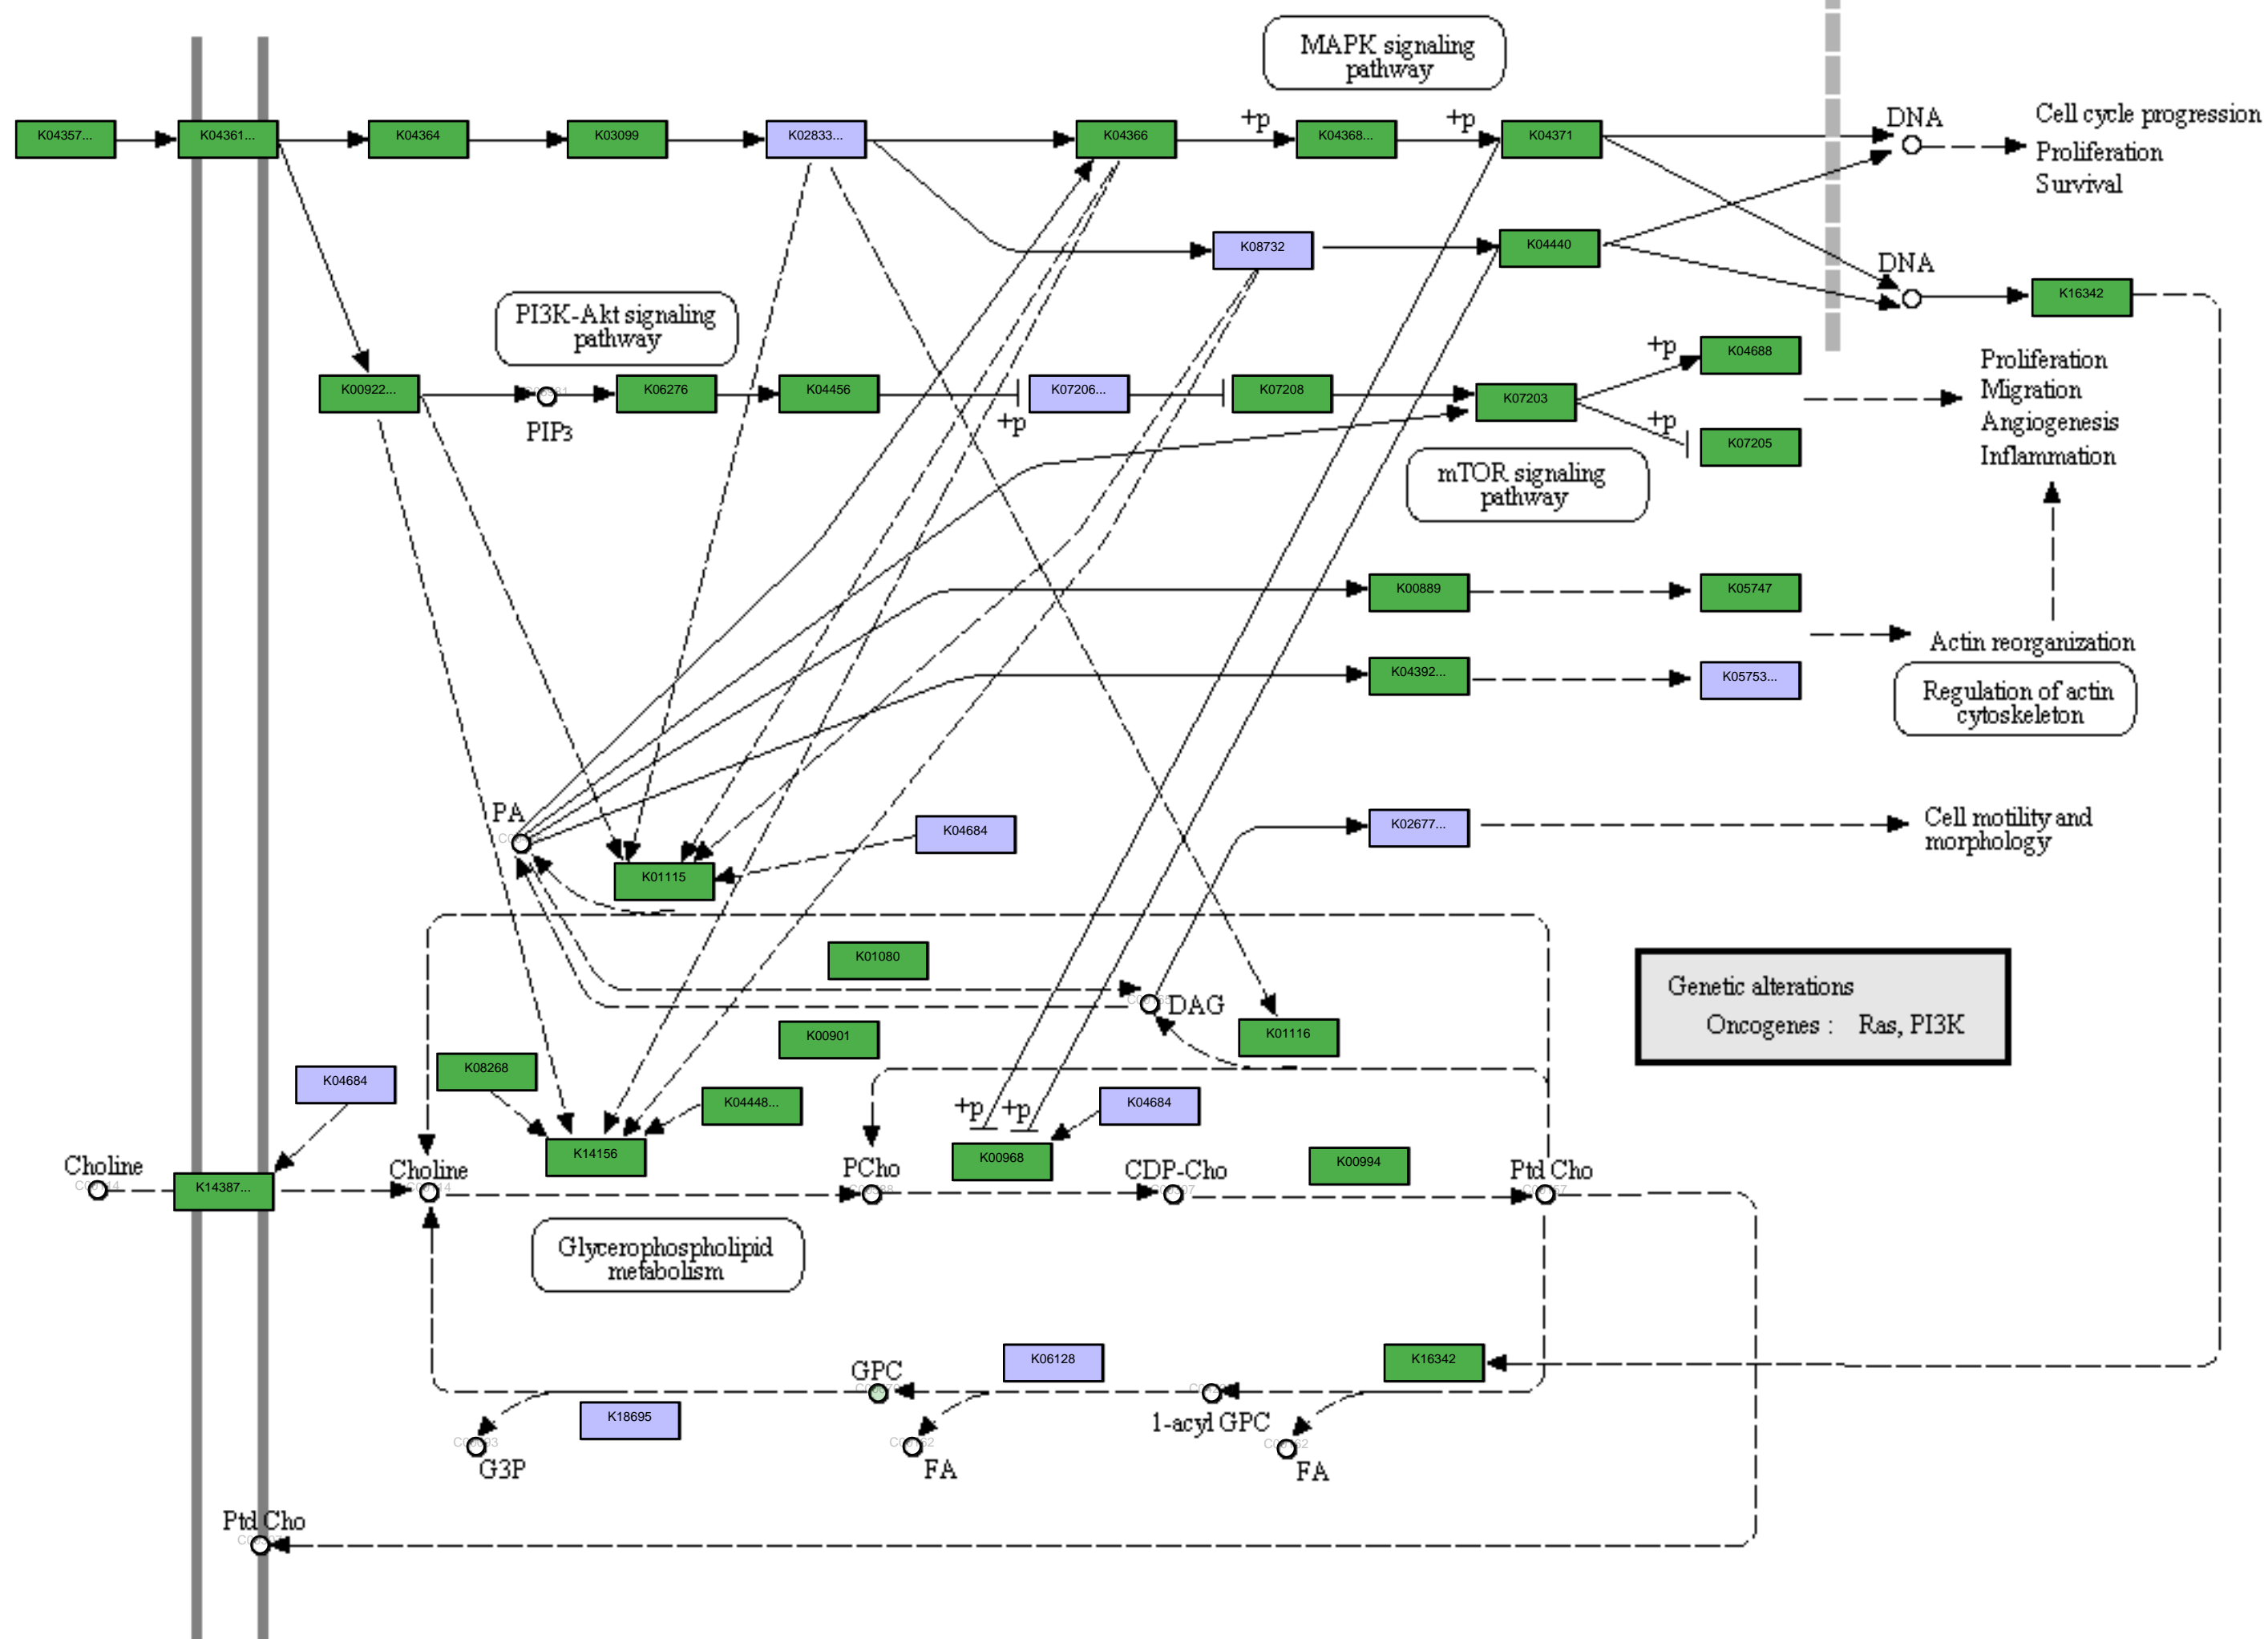 MAPK signaling
pathway
K04357...
K04361...
K04364
K03099
K02833...
K04366
+p
K04368...
+p
K04371
DNA
Cell cycle progression
Proliferation
Survival
K08732
K04440
DNA
K16342
PI3K-Akt signaling
pathway
K00922...
PIP3
K06276
K04456
+p
K07206...
K07208
K07203
+p
K04688
+p
K07205
Proliferation
Migration
Angiogenesis
Inflammation
mTOR signaling
pathway
K00889
K05747
Actin reorganization
K04392...
K05753...
Regulation of actin
cytoskeleton
PA
K04684
K02677...
Cell motility and
morphology
K01115
K01080
DAG
K00901
K01116
Genetic alterations
Oncogenes : Ras, PI3K
K04684
K08268
K04448...
+p
+p
K04684
K14156
K00968
K00994
Choline
K14387...
Choline
PCho
CDP-Cho
Ptd Cho
Glycerophospholipid
metabolism
GPC
K06128
K16342
K18695
1-acyl GPC
G3P
FA
FA
Ptd Cho